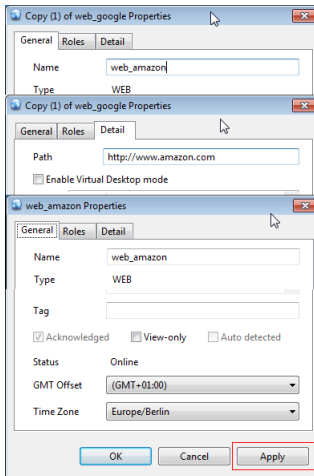 Copy (1) of web_google Properties
General Roles Detail
Name web_amazon
Type WEB
Copy (1) of web_google Properties
General Roles Detail
Path http://www.amazon.com
Enable Virtual Desktop mode
web_amazon Properties
General Roles Detail
Name web_amazon
Type WEB
Tag
Acknowledged View-only Auto detected
Status Online
GMT Offset (GMT+01:00)
Time Zone Europe/Berlin
OK Cancel Apply